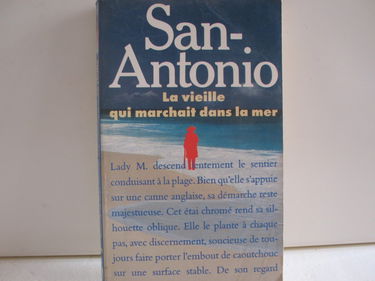 San-
Antonio
La vieille
qui marchait dans la mer
Lady M. descend lentement le sentier
conduisant à la plage. Bien qu'elle s'appuie
sur une canne anglaise, sa démarche reste
majestueuse. Cet étai chromé rend sa sil-
houette oblique. Elle le plante à chaque
pas, avec discernement, soucieuse de tou-
jours faire porter l'embout de caoutchouc
sur une surface stable. De son regard